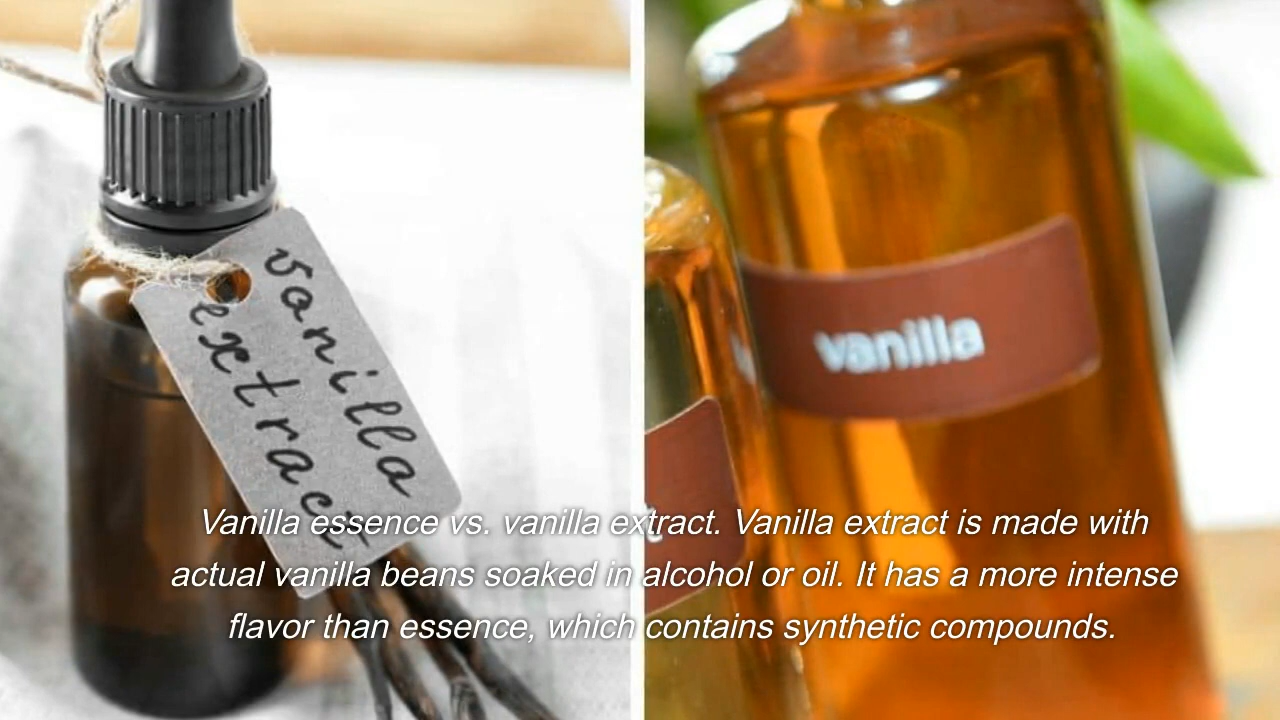 vanilla
extract
vanilla
Vanilla essence vs. vanilla extract. Vanilla extract is made with
actual vanilla beans soaked in alcohol or oil. It has a more intense
flavor than essence, which contains synthetic compounds.